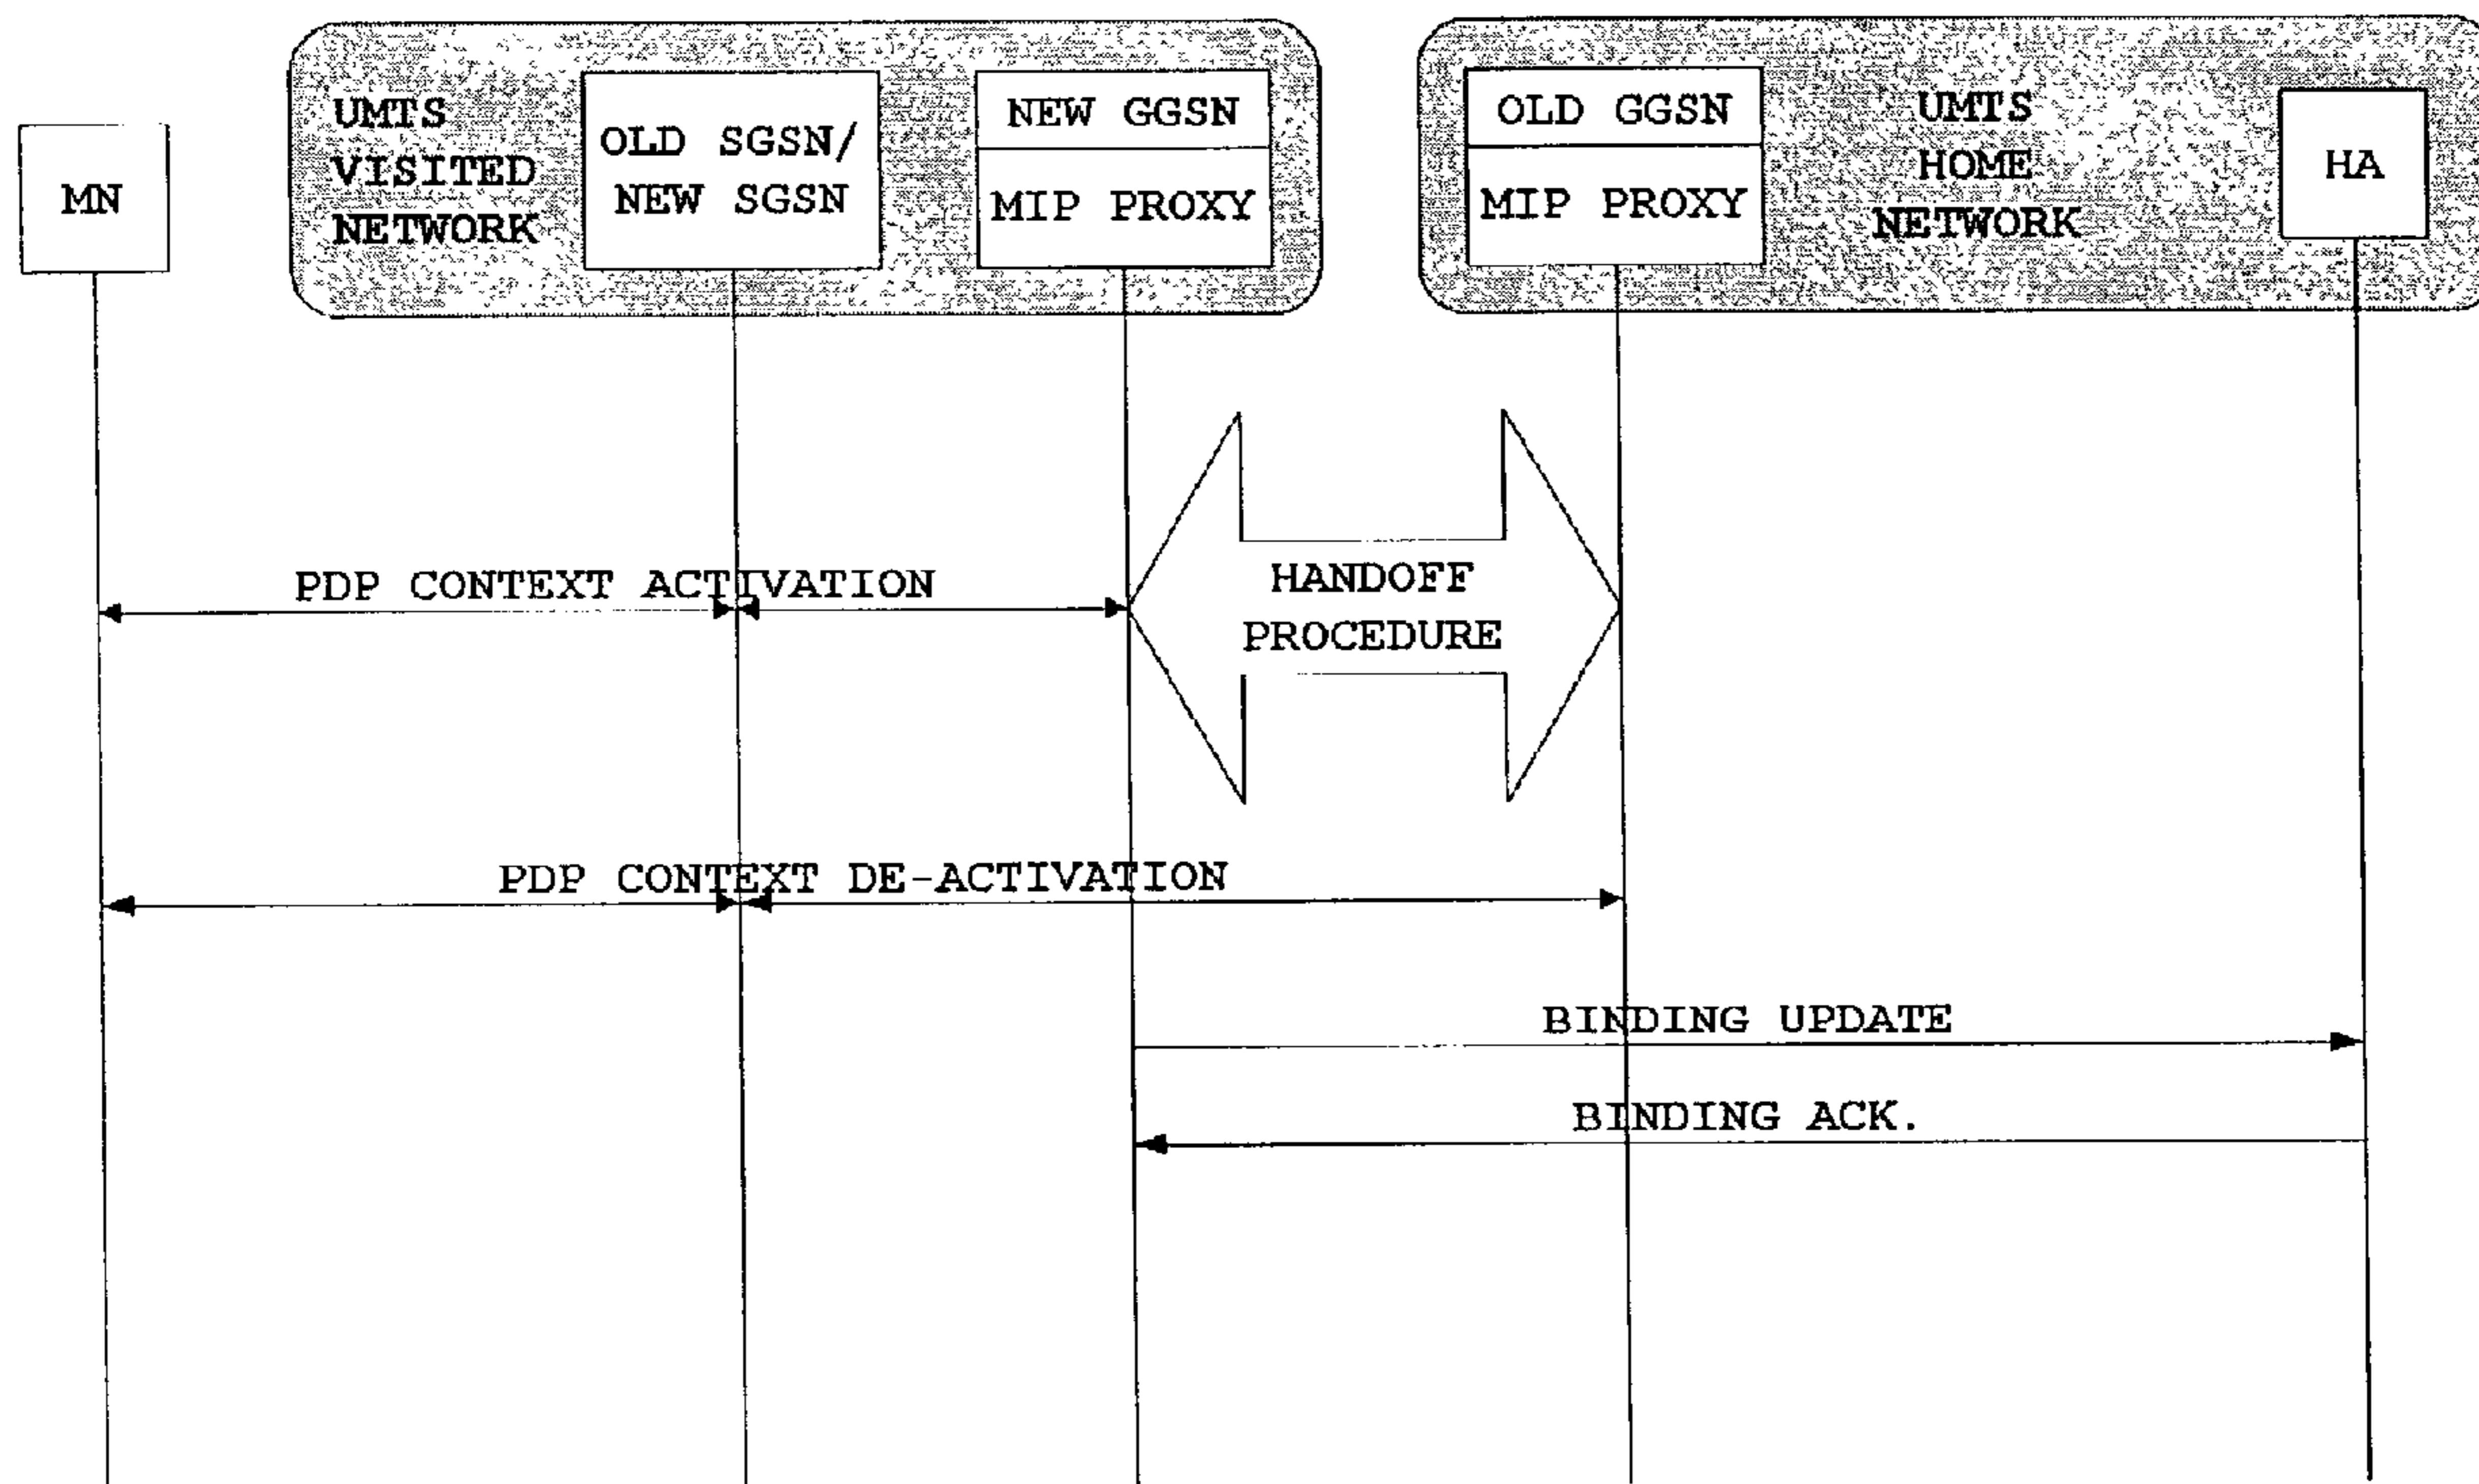 MN
UMTS
VISITED
NETWORK
OLD SGSN/
NEW SGSN
NEW GGSN
MIP PROXY
OLD GGSN
MIP PROXY
UMTS
HOME
NETWORK
HA
PDP CONTEXT ACTIVATION
HANDOFF
PROCEDURE
PDP CONTEXT DE-ACTIVATION
BINDING UPDATE
BINDING ACK.